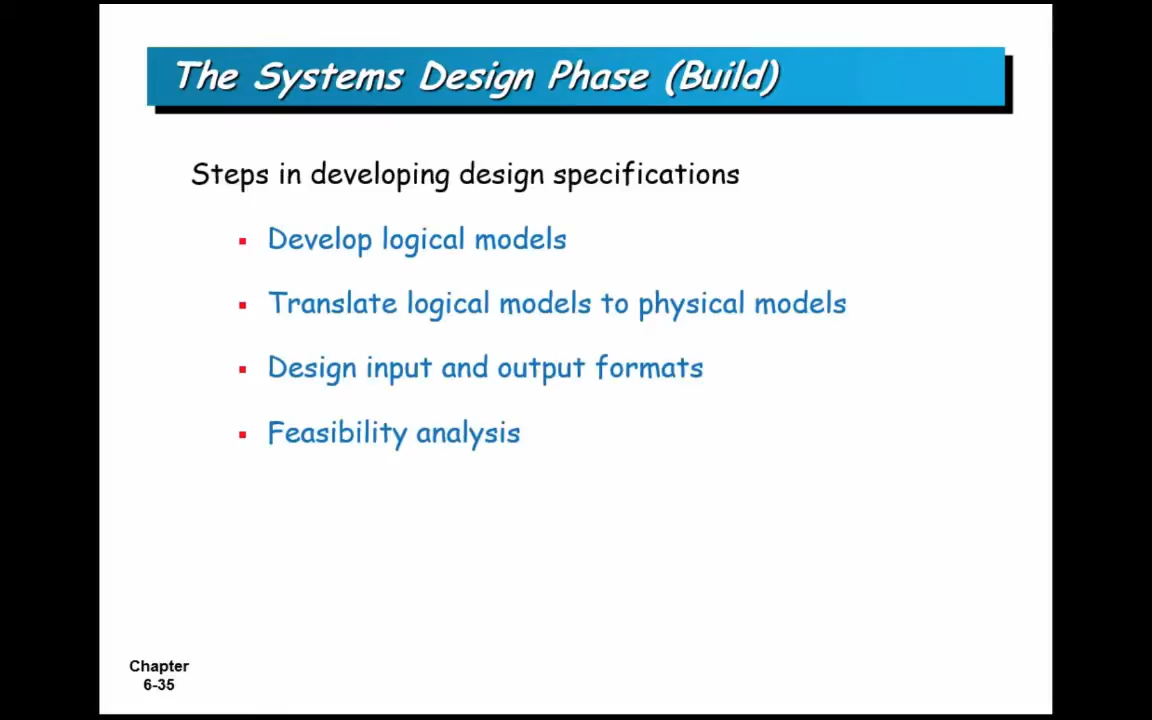 The Systems Design Phase (Build)
Steps in developing design specifications
Develop logical models
Translate logical models to physical models
Design input and output formats
Feasibility analysis
Chapter
6-35